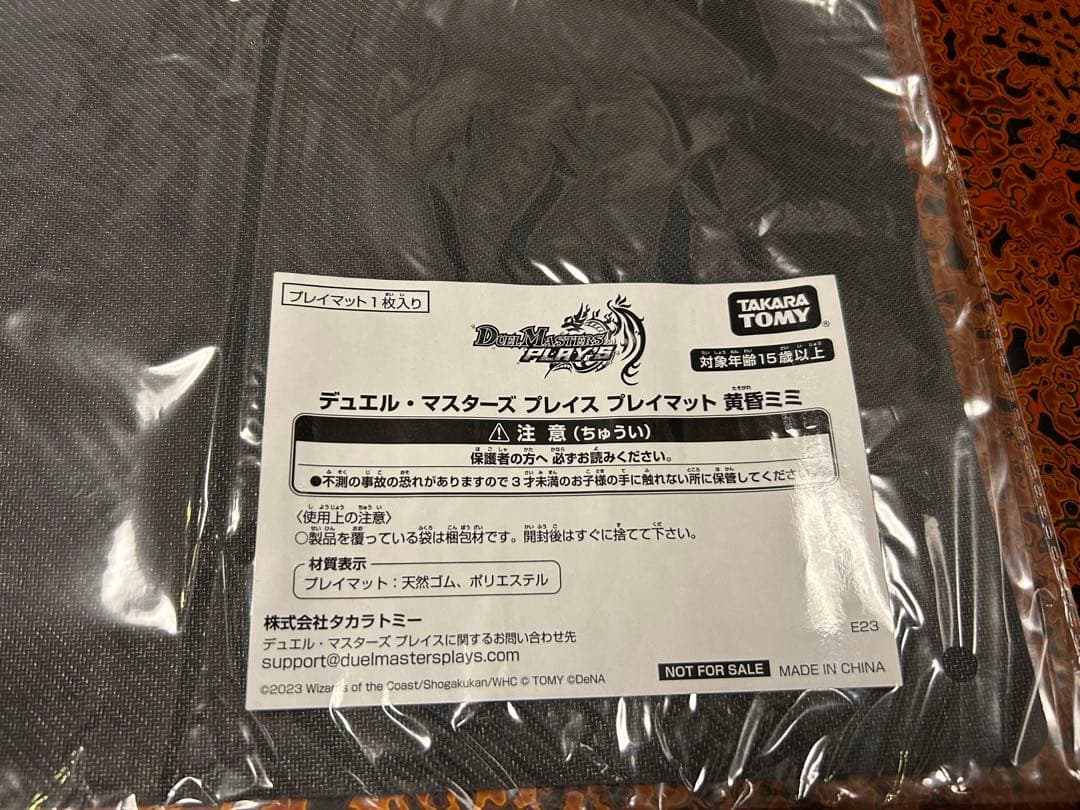 プレイマット1枚入り
DUEL MASTERS
PLAY'S
TAKARA
TOMY
対象年齢15歳以上
デュエル・マスターズ プレイス プレイマット 黄昏ミミ
⚠ 注意(ちゅうい)
保護者の方へ 必ずお読みください。
●不測の事故の恐れがありますので3才未満のお子様の手に触れない所に保管してくださ
〈使用上の注意〉
○製品を覆っている袋は梱包材です。開封後はすぐに捨てて下さい。
材質表示
プレイマット：天然ゴム、ポリエステル
株式会社タカラトミー
デュエル・マスターズ プレイスに関するお問い合わせ先
support@duelmastersplays.com
E23
©2023 Wizards of the Coast/Shogakukan/WHC © TOMY ©DeNA
NOT FOR SALE MADE IN CHINA